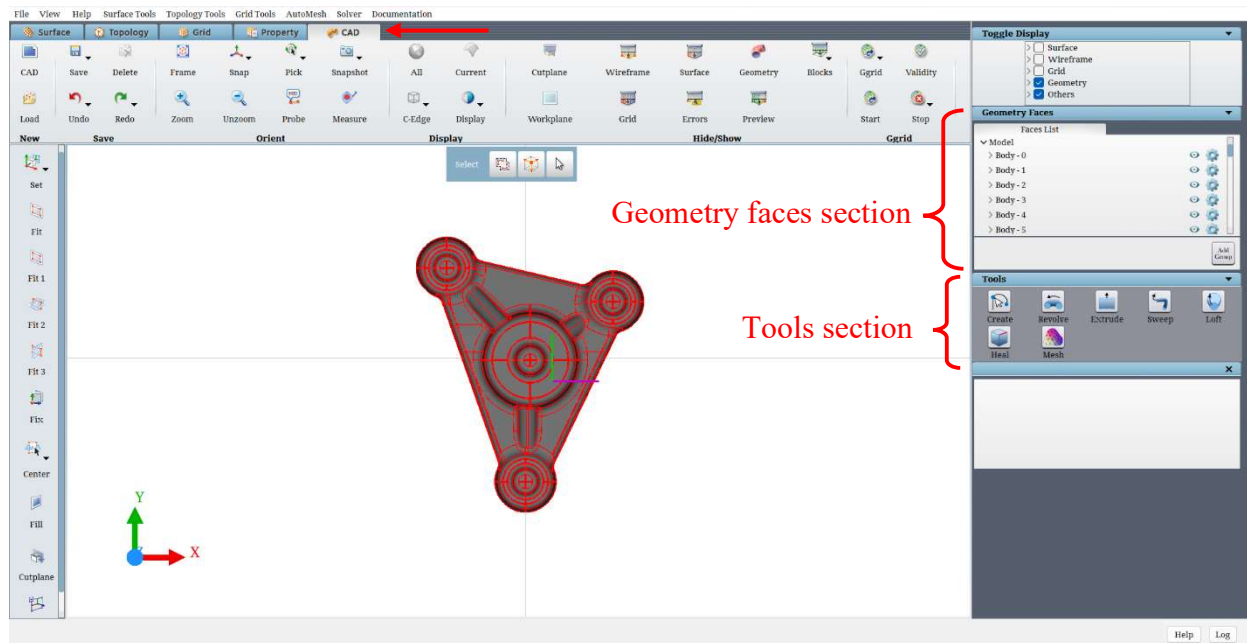 File View Help Surface Tools Topology Tools Grid Tools AutoMesh Solver Documentation
Surface Topology Grid Property CAD
CAD Save Delete Frame Snap Pick Snapshot All Current Cutplane Wireframe Surface Geometry Blocks Ggrid Validity
Load Undo Redo Zoom Unzoom Probe Measure C-Edge Display Workplane Grid Errors Preview Start Stop
New Save Orient Display Hide/Show Ggrid
Set
Fit
Fit 1
Fit 2
Fit 3
Fix
Center
Fill
Cutplane
Select
Y
X
Geometry faces section
Tools section
Toggle Display
Surface
Wireframe
Grid
Geometry
Others
Geometry Faces
Faces List
Model
Body - 0
Body - 1
Body - 2
Body - 3
Body - 4
Body - 5
Add
Group
Tools
Create Revolve Extrude Sweep Loft
Heal Mesh
Help Log